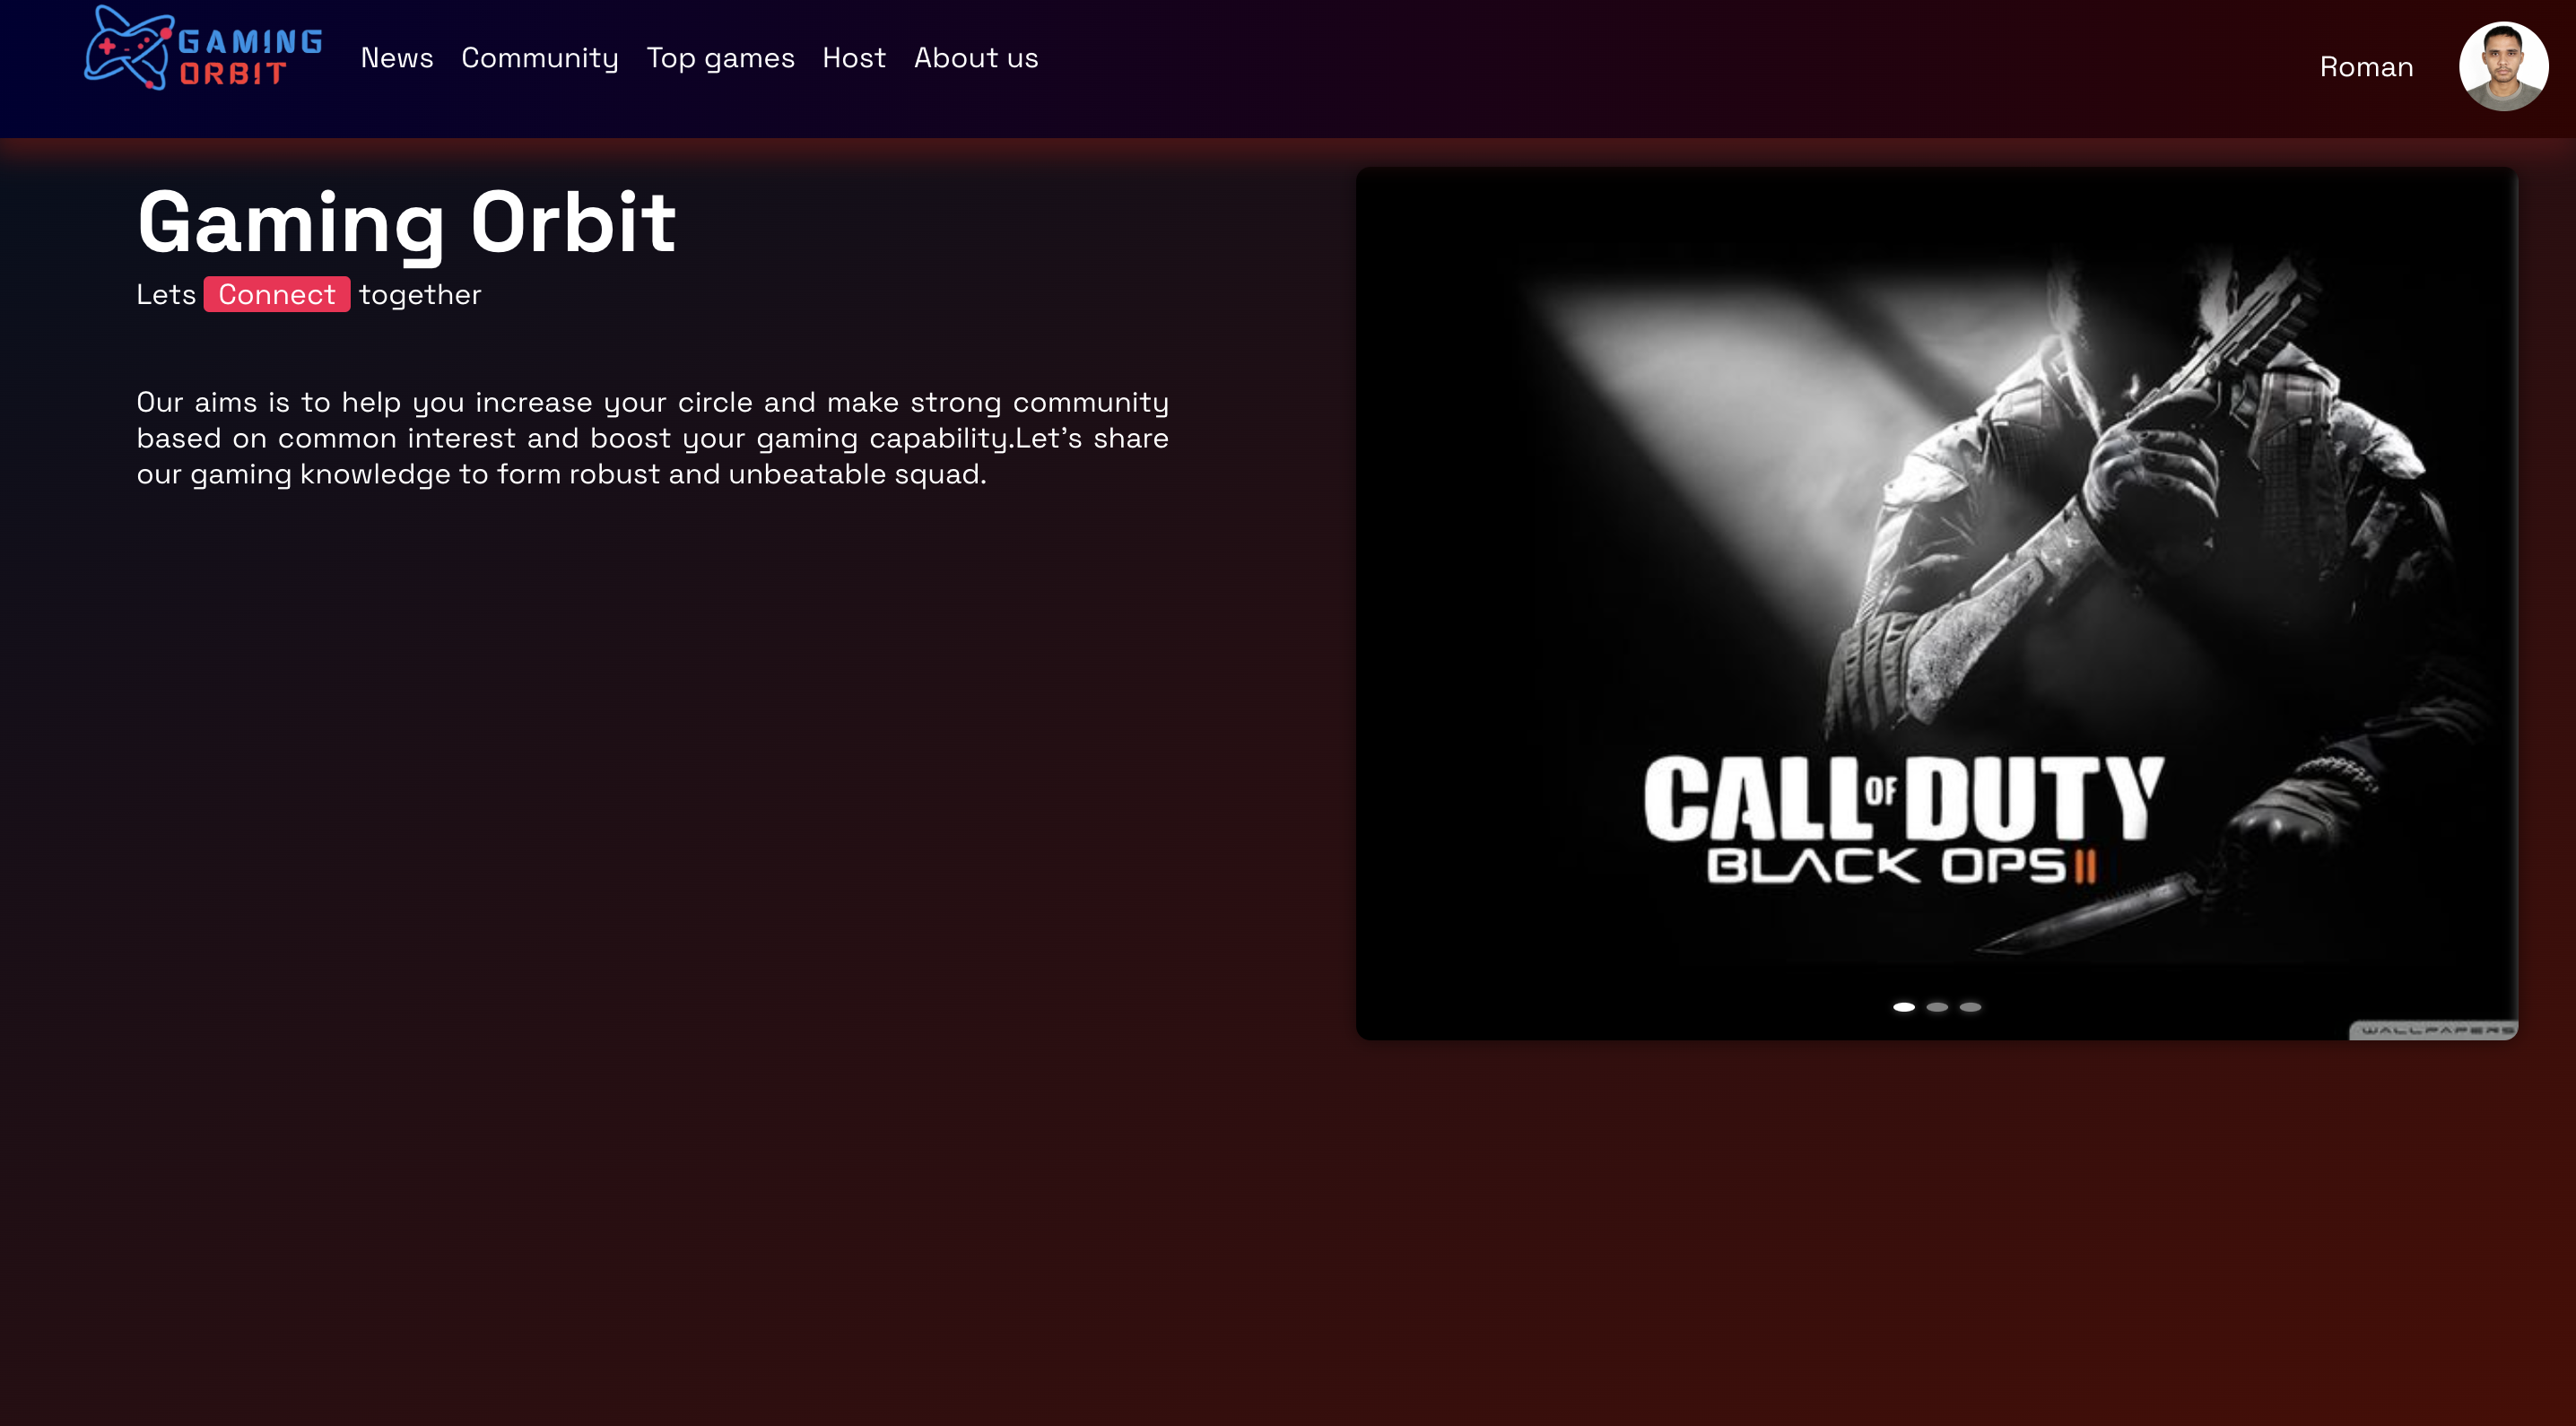 GAMING
ORBIT
News Community Top games Host About us
Roman
Gaming Orbit
Lets Connect together
Our aims is to help you increase your circle and make strong community
based on common interest and boost your gaming capability.Let's share
our gaming knowledge to form robust and unbeatable squad.
CALL OF DUTY
BLACK OPS II
WALLPAPERS